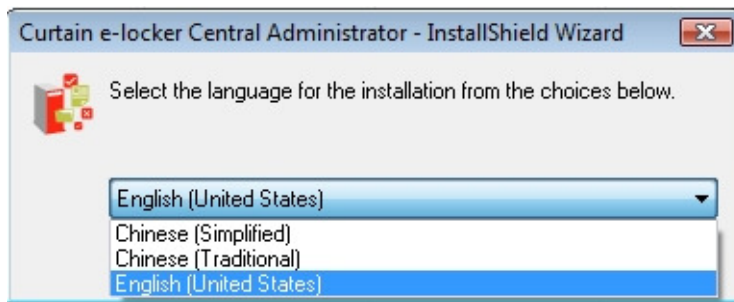 Curtain e-locker Central Administrator - InstallShield Wizard
Select the language for the installation from the choices below.
English (United States)
Chinese (Simplified)
Chinese (Traditional)
English (United States)